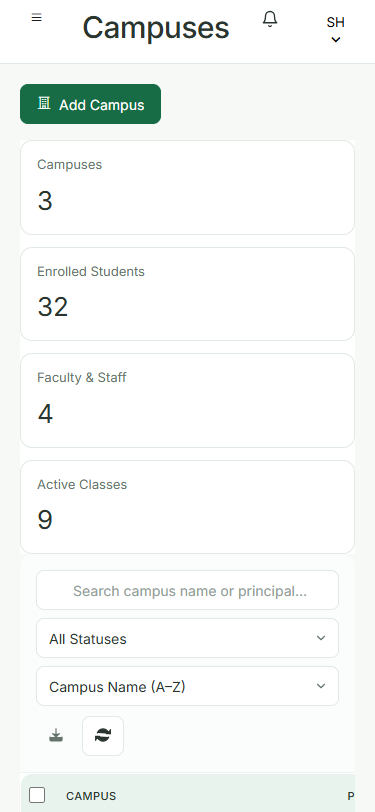 Campuses
SH
Add Campus
Campuses
3
Enrolled Students
32
Faculty & Staff
4
Active Classes
9
Search campus name or principal...
All Statuses
Campus Name (A–Z)
CAMPUS
P